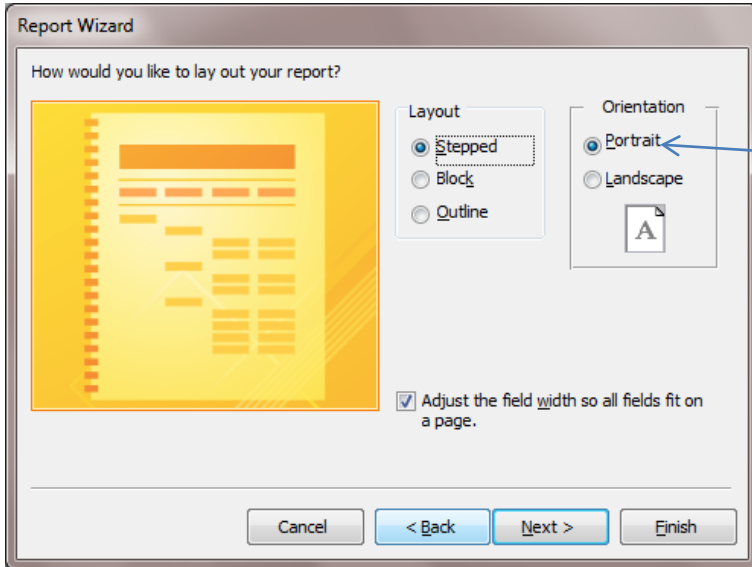 Report Wizard
How would you like to lay out your report?
Layout
Stepped
Block
Outline
Orientation
Portrait
Landscape
A
Adjust the field width so all fields fit on
a page.
Cancel
< Back
Next >
Finish